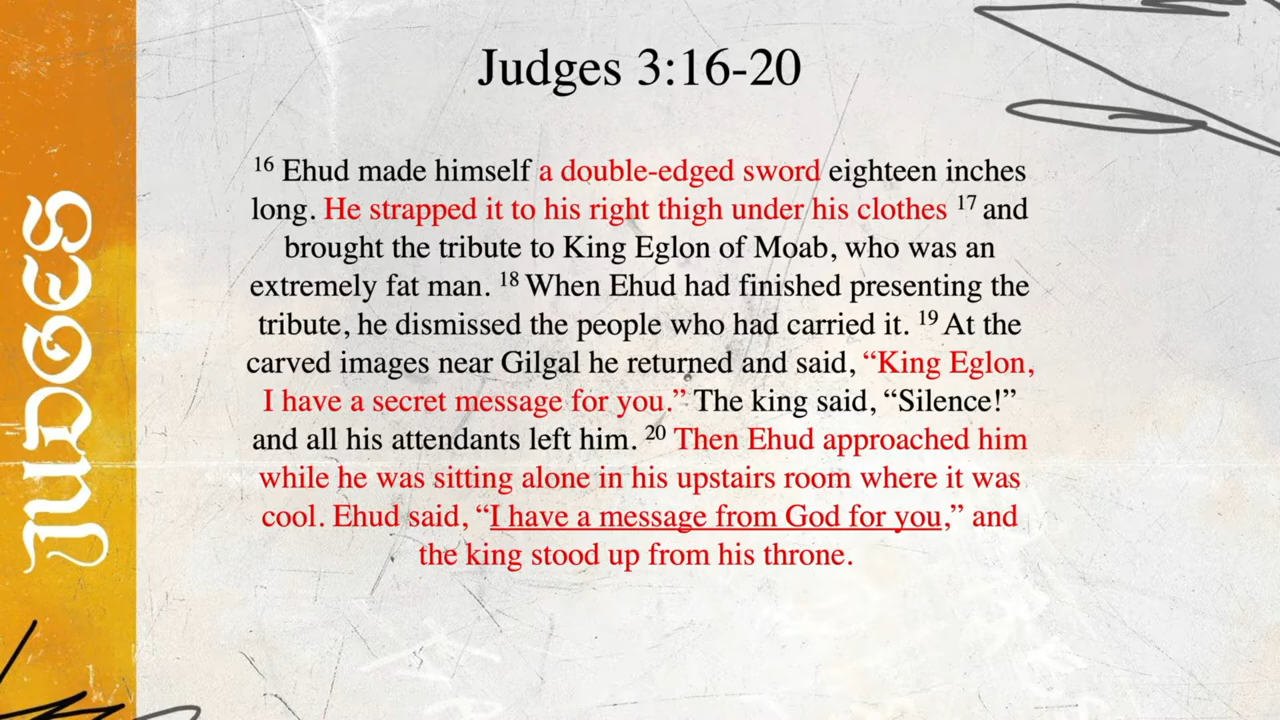 Judges 3:16-20
16 Ehud made himself a double-edged sword eighteen inches
long. He strapped it to his right thigh under his clothes 17 and
brought the tribute to King Eglon of Moab, who was an
extremely fat man. 18 When Ehud had finished presenting the
tribute, he dismissed the people who had carried it. 19 At the
carved images near Gilgal he returned and said, “King Eglon,
I have a secret message for you.” The king said, “Silence!”
and all his attendants left him. 20 Then Ehud approached him
while he was sitting alone in his upstairs room where it was
cool. Ehud said, “I have a message from God for you,” and
the king stood up from his throne.
JUDGES